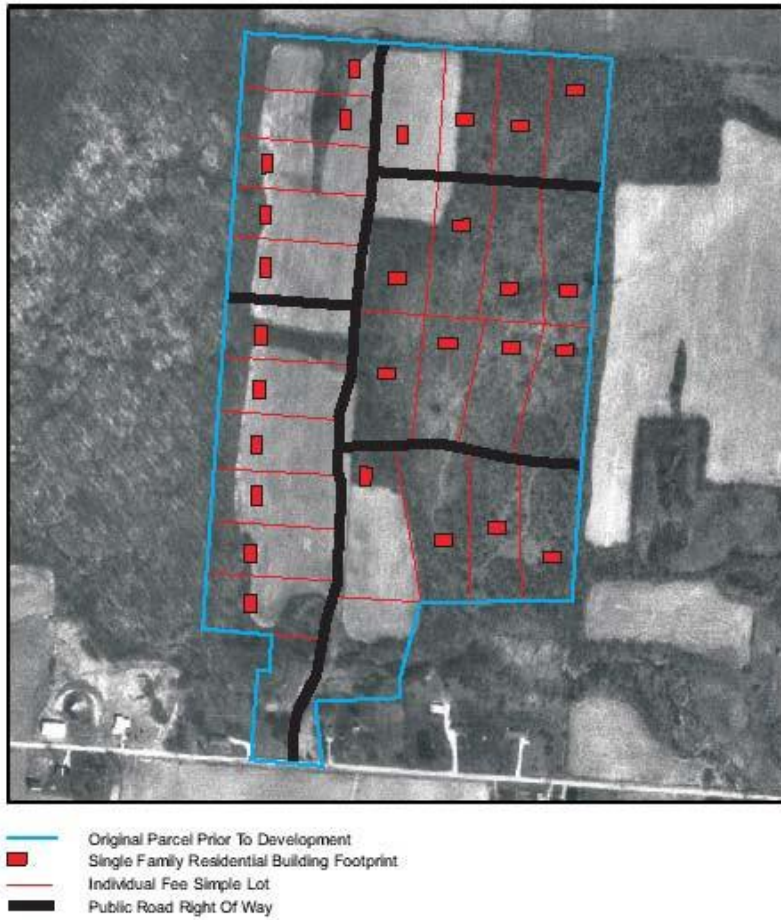 Original Parcel Prior To Development
Single Family Residential Building Footprint
Individual Fee Simple Lot
Public Road Right Of Way